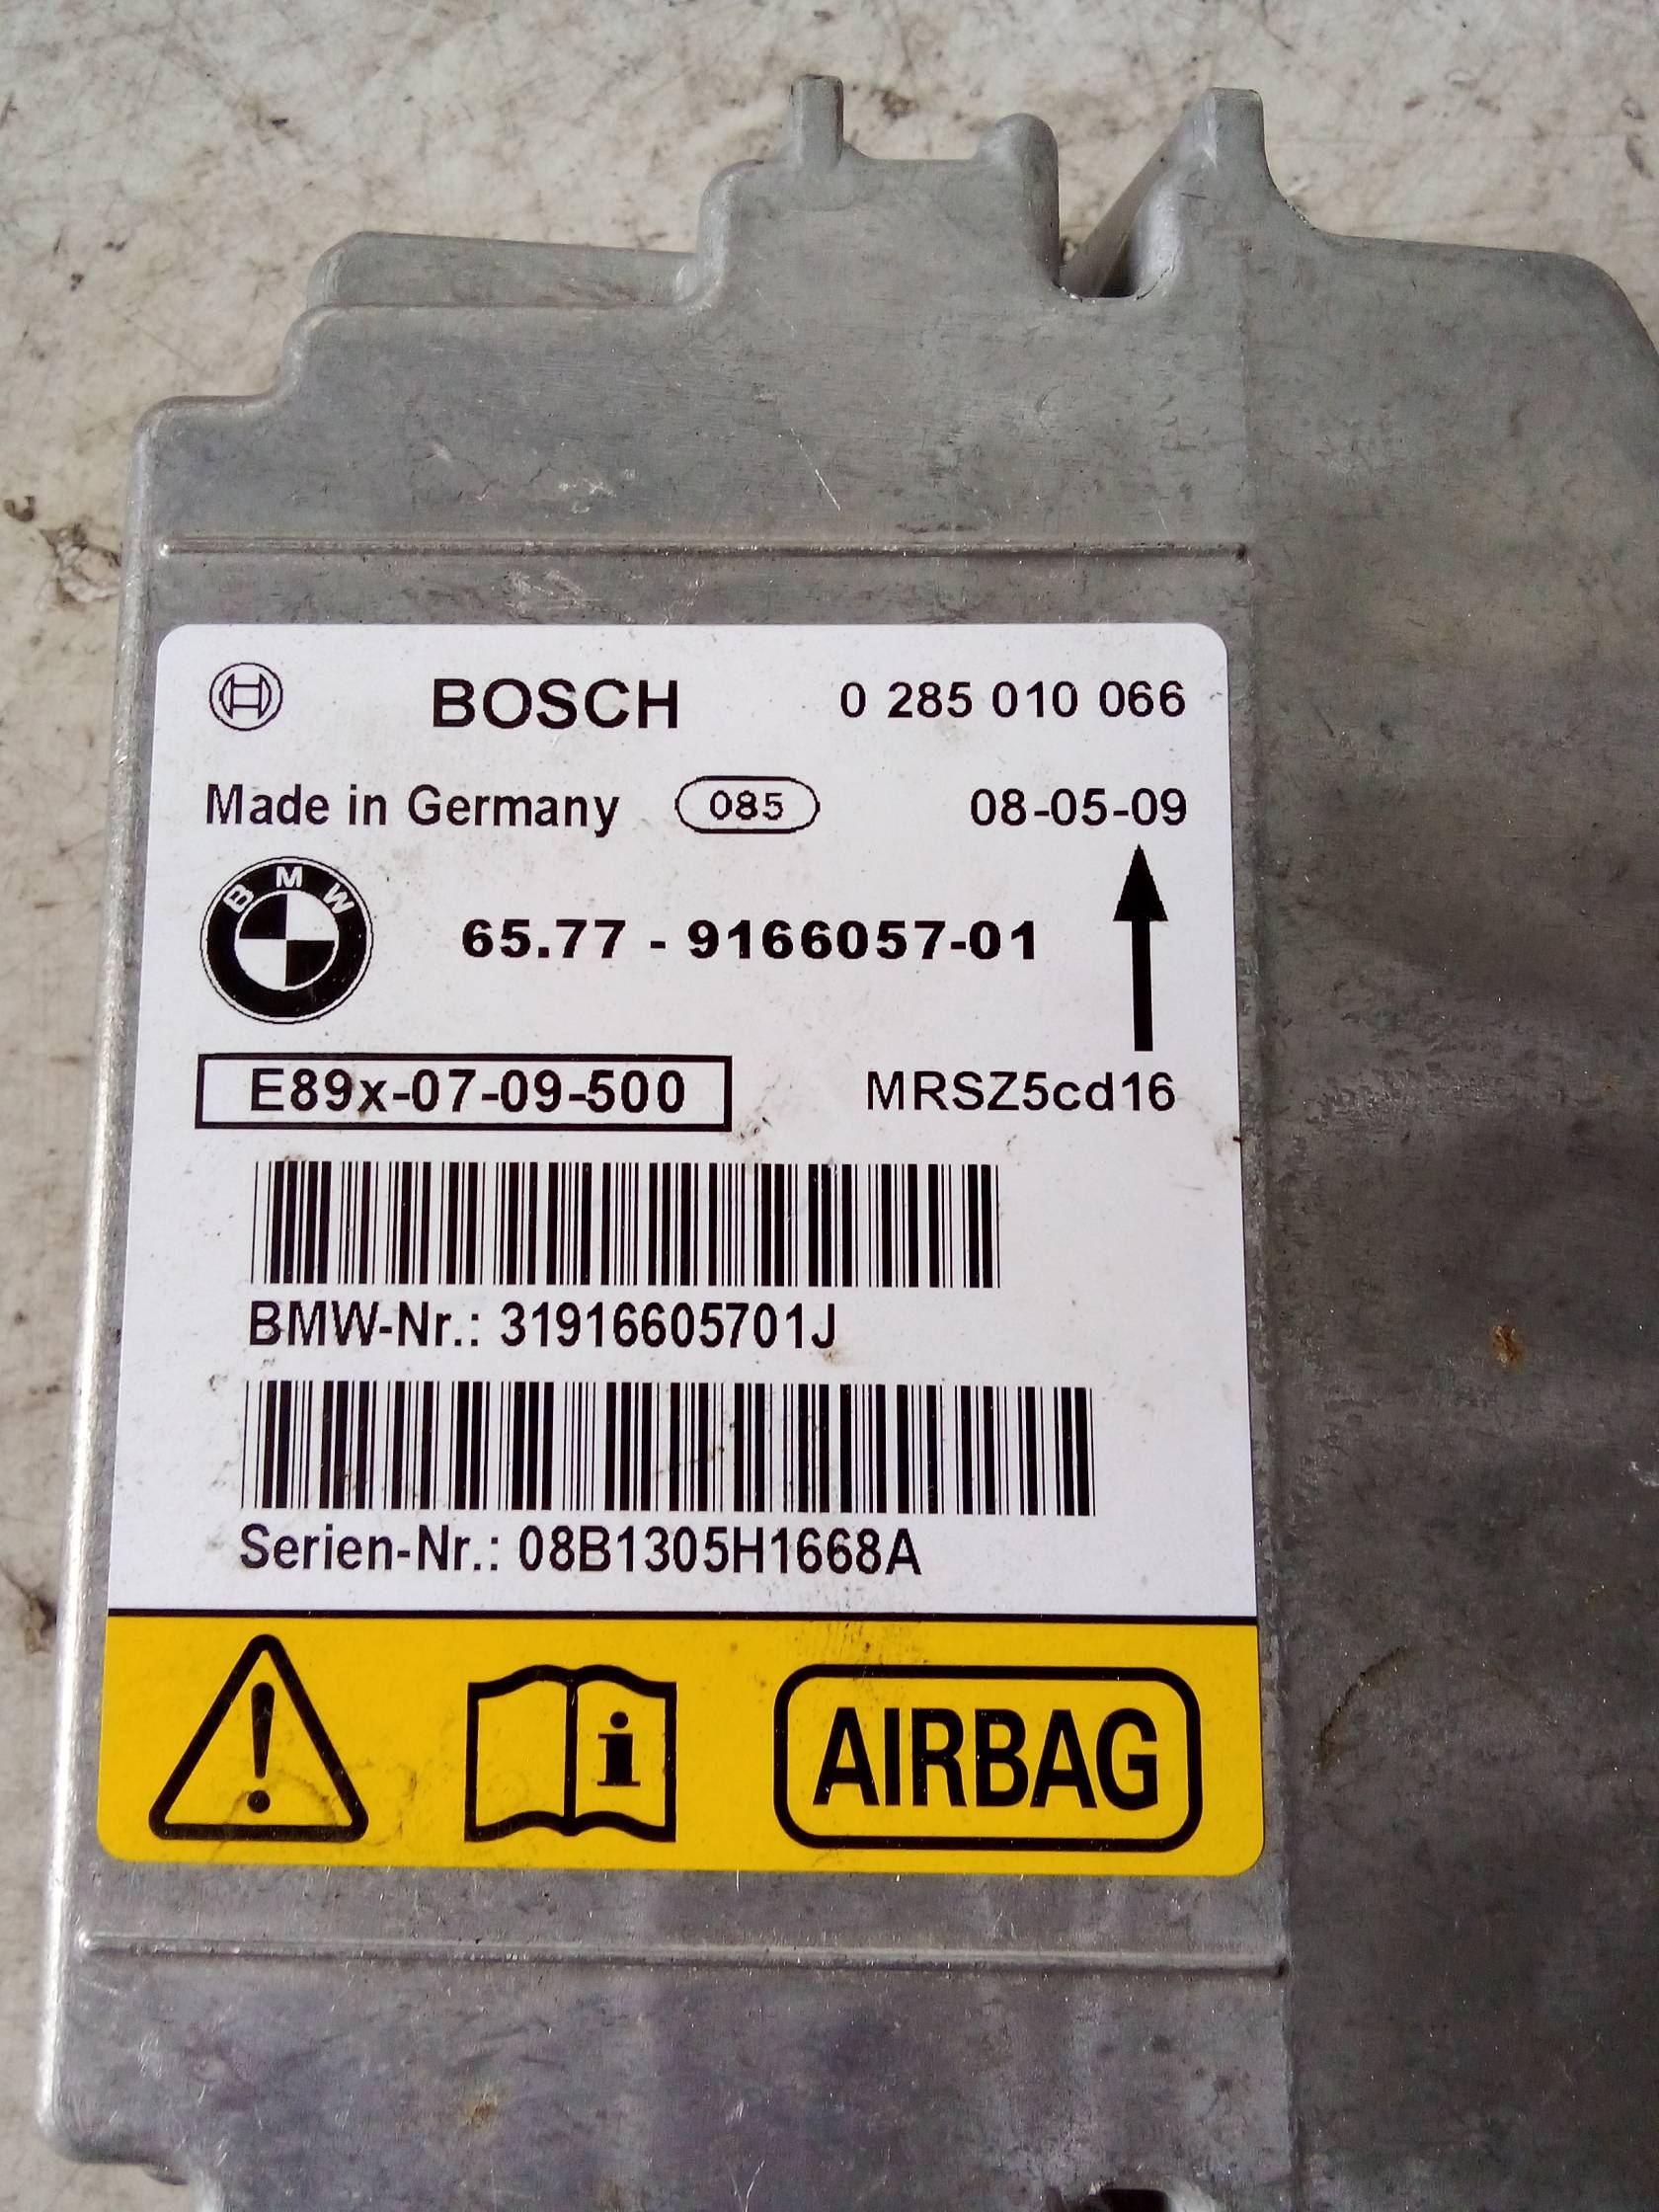 BOSCH 0 285 010 066
Made in Germany 085 08-05-09
BMW 65.77 - 9166057-01
E89x-07-09-500 MRSZ5cd16
BMW-Nr.: 31916605701J
Serien-Nr.: 08B1305H1668A
! i AIRBAG